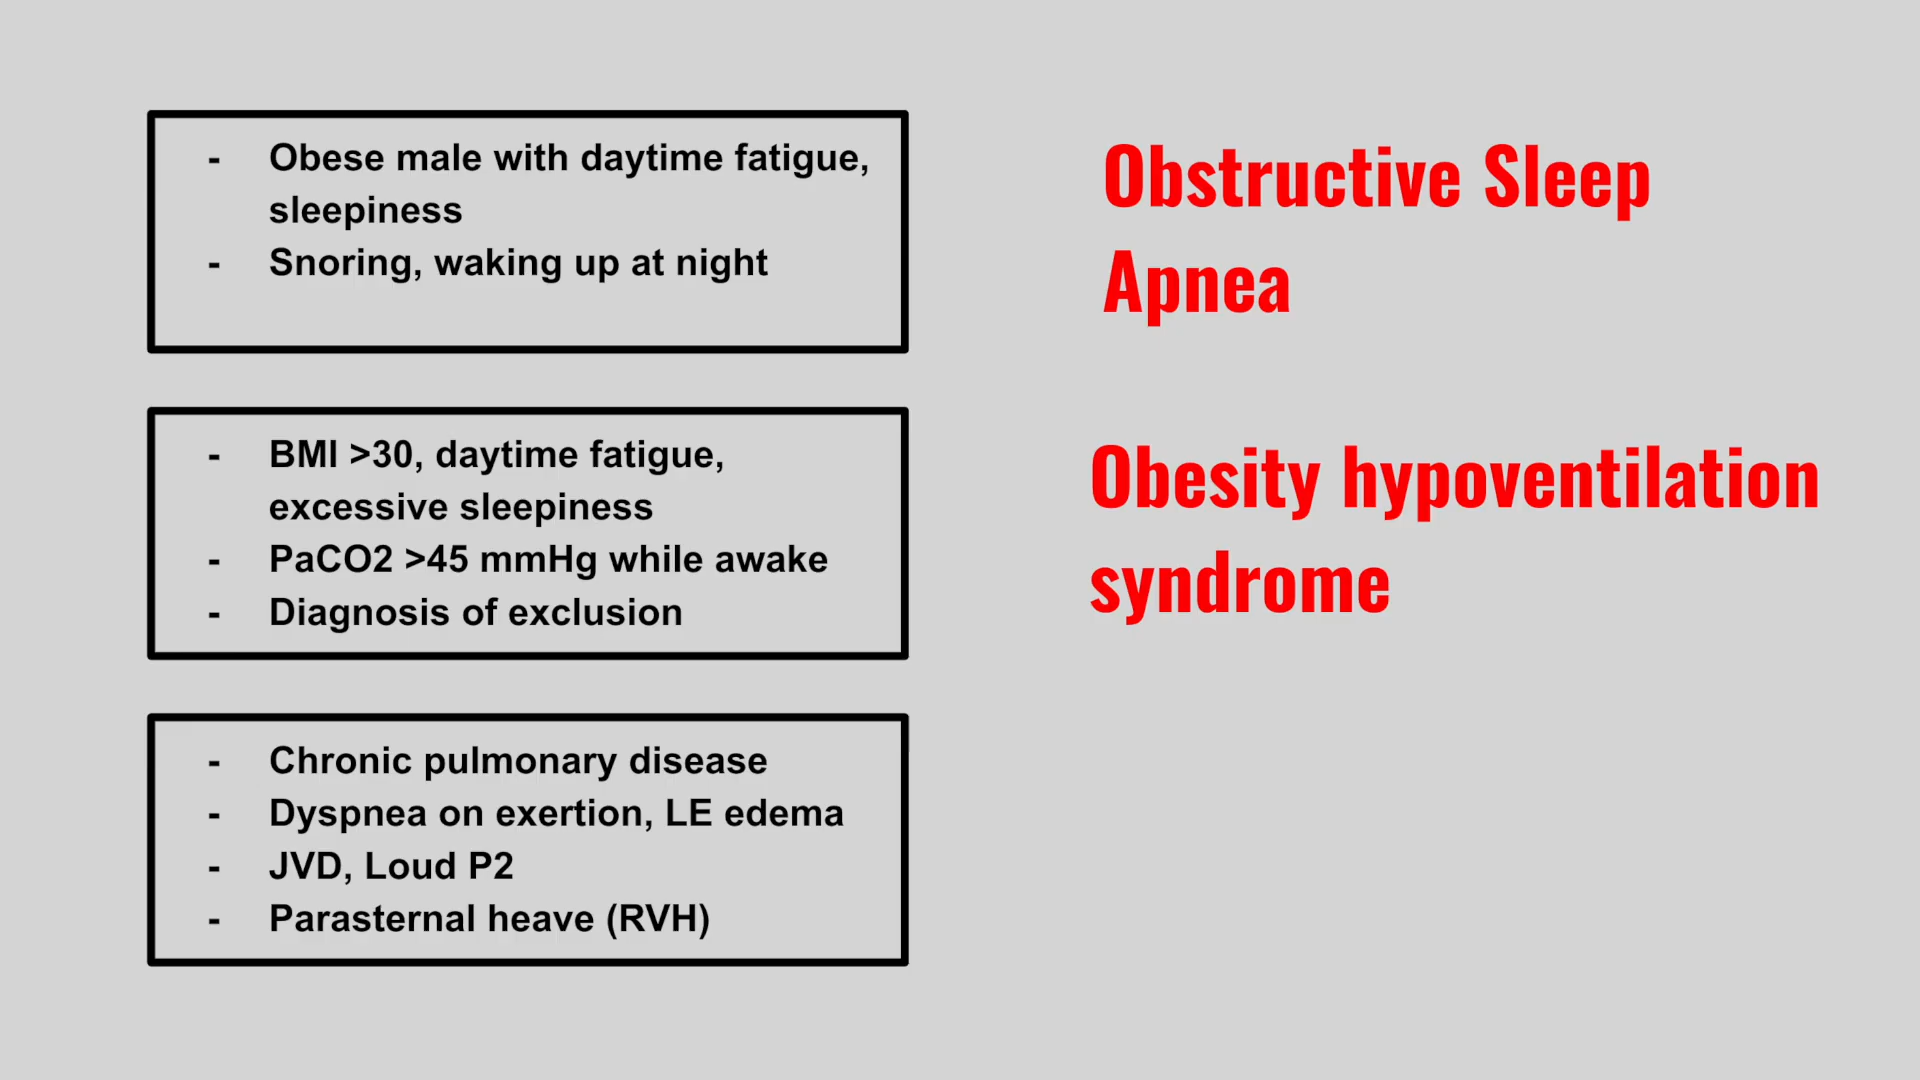 - Obese male with daytime fatigue,
sleepiness
- Snoring, waking up at night
Obstructive Sleep
Apnea
- BMI >30, daytime fatigue,
excessive sleepiness
- PaCO2 >45 mmHg while awake
- Diagnosis of exclusion
Obesity hypoventilation
syndrome
- Chronic pulmonary disease
- Dyspnea on exertion, LE edema
- JVD, Loud P2
- Parasternal heave (RVH)